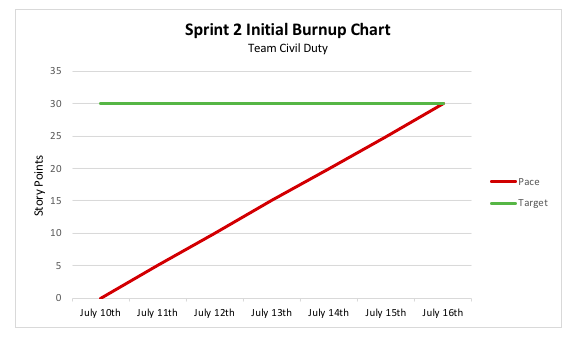 Sprint 2 Initial Burnup Chart
Team Civil Duty
Story Points
35
30
25
20
15
10
5
0
July 10th
July 11th
July 12th
July 13th
July 14th
July 15th
July 16th
Pace
Target